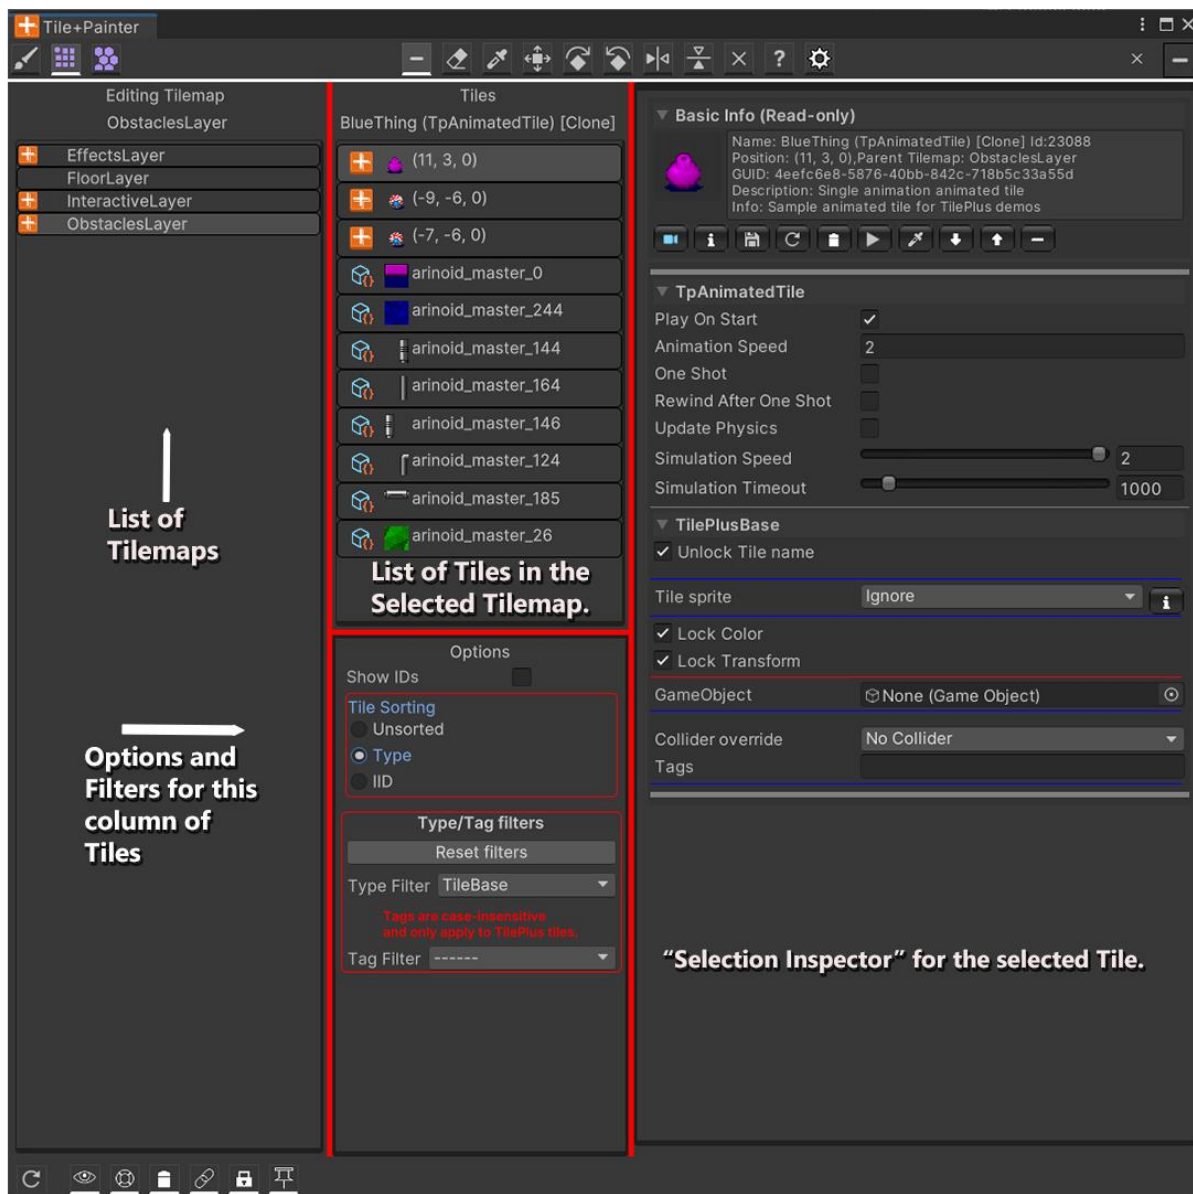 Tile+Painter
Editing Tilemap
ObstaclesLayer
EffectsLayer
FloorLayer
InteractiveLayer
ObstaclesLayer
List of
Tilemaps
Options and
Filters for this
column of
Tiles
Tiles
BlueThing (TpAnimatedTile) [Clone]
(11, 3, 0)
(-9, -6, 0)
(-7, -6, 0)
arinoid_master_0
arinoid_master_244
arinoid_master_144
arinoid_master_164
arinoid_master_146
arinoid_master_124
arinoid_master_185
arinoid_master_26
List of Tiles in the
Selected Tilemap.
Options
Show IDs
Tile Sorting
Unsorted
Type
IID
Type/Tag filters
Reset filters
Type Filter TileBase
Tags are case-insensitive
and only apply to TilePlus tiles.
Tag Filter ------
Basic Info (Read-only)
Name: BlueThing (TpAnimatedTile) [Clone] Id:23088
Position: (11, 3, 0),Parent Tilemap: ObstaclesLayer
GUID: 4eefc6e8-5876-40bb-842c-718b5c33a55d
Description: Single animation animated tile
Info: Sample animated tile for TilePlus demos
TpAnimatedTile
Play On Start
Animation Speed 2
One Shot
Rewind After One Shot
Update Physics
Simulation Speed 2
Simulation Timeout 1000
TilePlusBase
Unlock Tile name
Tile sprite Ignore
Lock Color
Lock Transform
GameObject None (Game Object)
Collider override No Collider
Tags
“Selection Inspector” for the selected Tile.